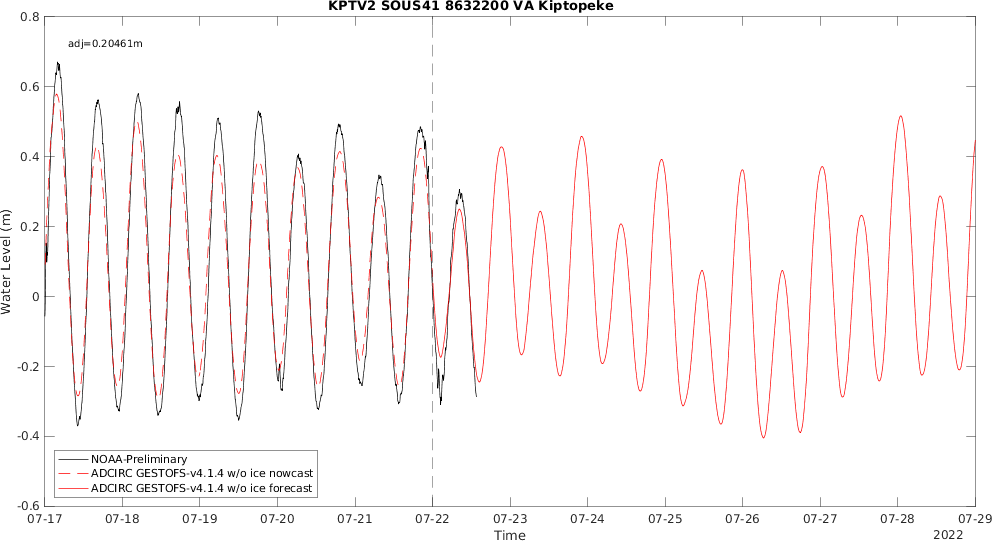 KPTV2 SOUS41 8632200 VA Kiptopeke
adj=0.20461m
Water Level (m)
0.8
0.6
0.4
0.2
0
-0.2
-0.4
-0.6
NOAA-Preliminary
ADCIRC GESTOFS-v4.1.4 w/o ice nowcast
ADCIRC GESTOFS-v4.1.4 w/o ice forecast
07-17 07-18 07-19 07-20 07-21 07-22 07-23 07-24 07-25 07-26 07-27 07-28 07-29
Time
2022